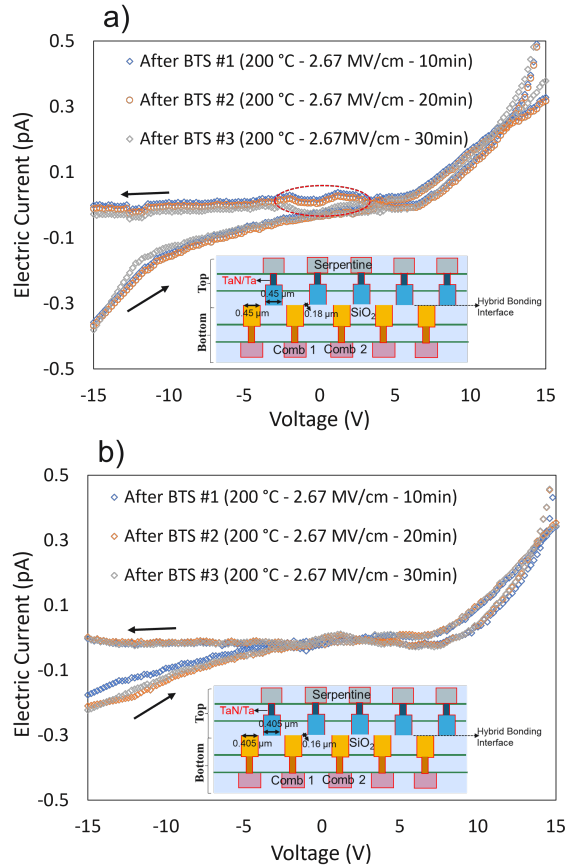 a)
Electric Current (pA)
0.5
0.3
0.1
-0.1
-0.3
-0.5
After BTS #1 (200 °C - 2.67 MV/cm - 10min)
After BTS #2 (200 °C - 2.67 MV/cm - 20min)
After BTS #3 (200 °C - 2.67MV/cm - 30min)
Top
Bottom
Serpentine
TaN/Ta
0.45 µm
0.45 µm
0.18 µm
SiO2
Hybrid Bonding
Interface
Comb 1
Comb 2
-15
-10
-5
0
5
10
15
Voltage (V)
b)
Electric Current (pA)
0.5
0.3
0.1
-0.1
-0.3
-0.5
After BTS #1 (200 °C - 2.67 MV/cm - 10min)
After BTS #2 (200 °C - 2.67 MV/cm - 20min)
After BTS #3 (200 °C - 2.67 MV/cm - 30min)
Top
Bottom
Serpentine
TaN/Ta
0.405 µm
0.405 µm
0.16 µm
SiO2
Hybrid Bonding
Interface
Comb 1
Comb 2
-15
-10
-5
0
5
10
15
Voltage (V)